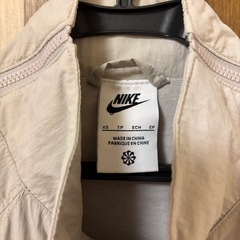 NIKE
XS TP ECH EP
MADE IN CHINA
FABRIQUÉ EN CHINE